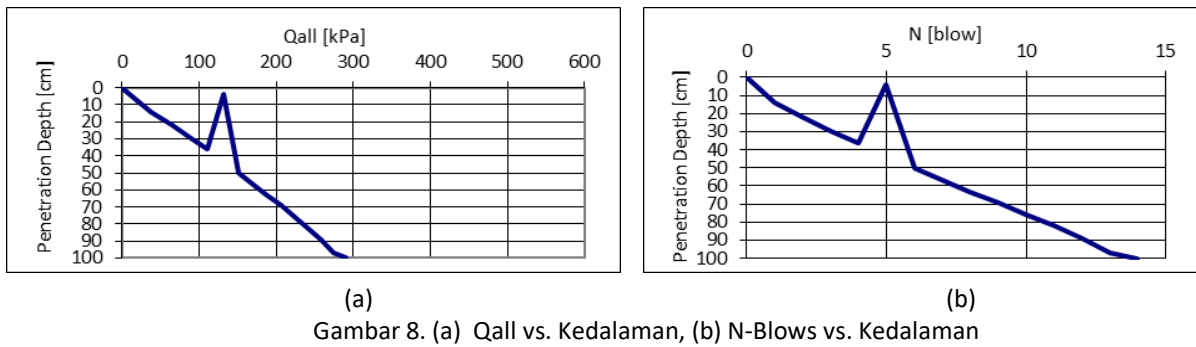 Qall [kPa]
0 100 200 300 400 500 600
Penetration Depth [cm]
0
10
20
30
40
50
60
70
80
90
100
N [blow]
0 5 10 15
Penetration Depth [cm]
0
10
20
30
40
50
60
70
80
90
100
(a) (b)
Gambar 8. (a) Qall vs. Kedalaman, (b) N-Blows vs. Kedalaman